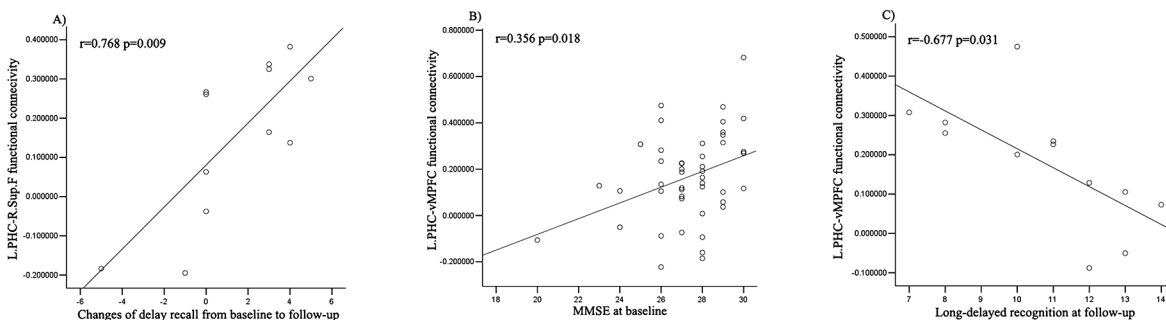 A)
r=0.768 p=0.009
L.PHC-R.Sup.F functional connecivity
0.400000
0.300000
0.200000
0.100000
0.000000
-0.100000
-0.200000
-6 -4 -2 0 2 4 6
Changes of delay recall from baseline to follow-up
B)
r=0.356 p=0.018
L.PHC-vMPFC functional connectivity
0.800000
0.600000
0.400000
0.200000
0.000000
-0.200000
18 20 22 24 26 28 30
MMSE at baseline
C)
r=-0.677 p=0.031
L.PHC-vMPFC functional connectivity
0.500000
0.400000
0.300000
0.200000
0.100000
0.000000
-0.100000
7 8 9 10 11 12 13 14
Long-delayed recognition at follow-up